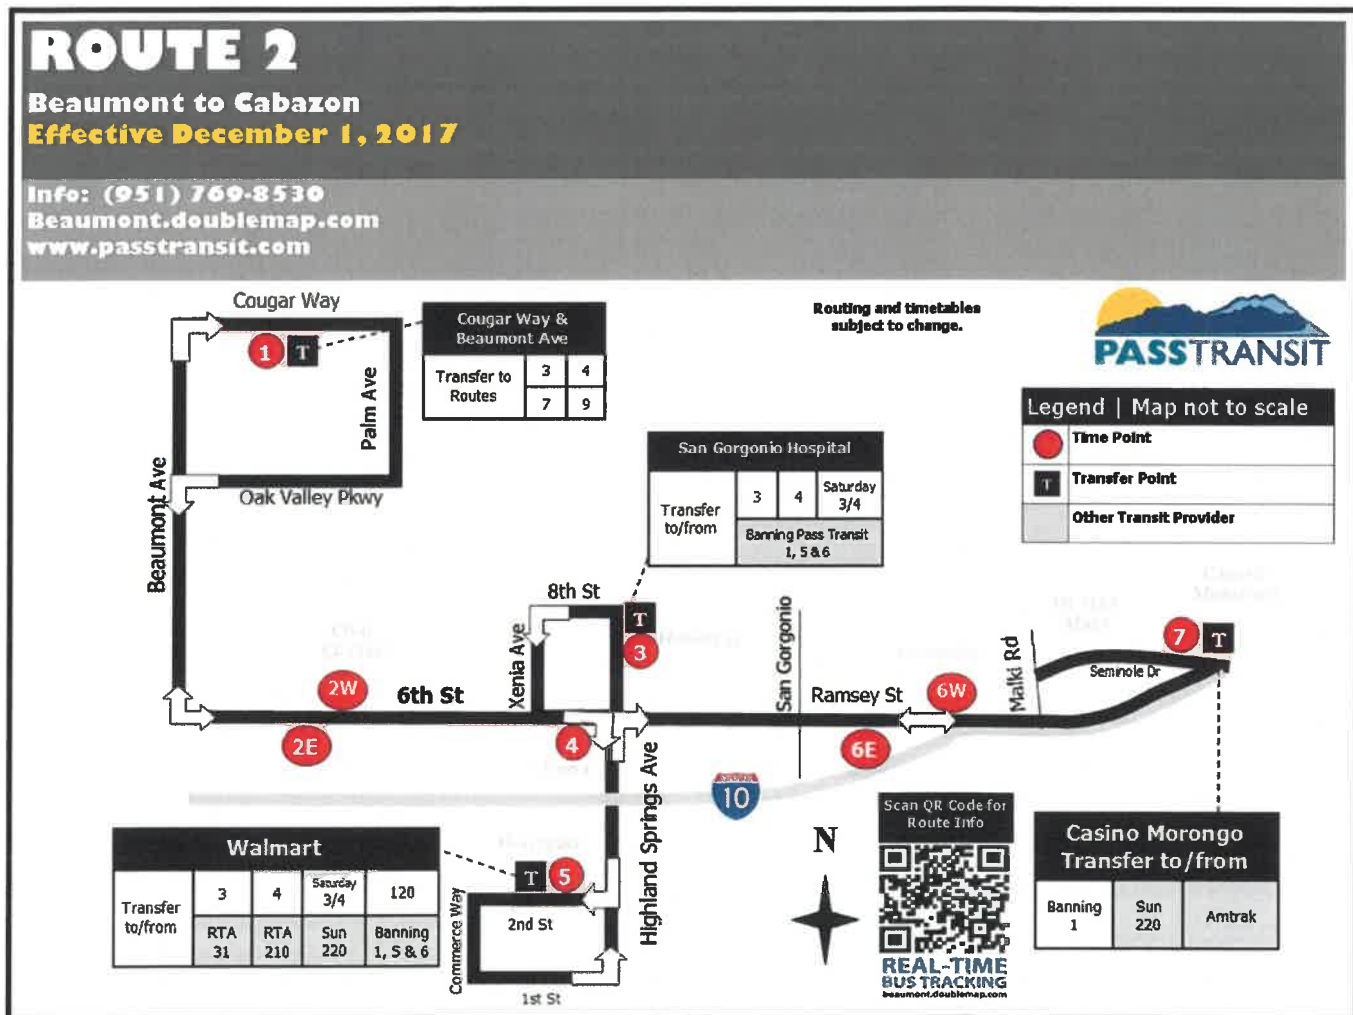 ROUTE 2
Beaumont to Cabazon
Effective December 1, 2017
Info: (951) 769-8530
Beaumont.doublemap.com
www.passtransit.com
Routing and timetables
subject to change.
PASSTRANSIT
Legend | Map not to scale
Time Point
T
Transfer Point
Other Transit Provider
Cougar Way
1
T
Cougar Way &
Beaumont Ave
Transfer to
Routes
3
4
7
9
Palm Ave
Oak Valley Pkwy
Beaumont Ave
San Gorgonio Hospital
Transfer
to/from
3
4
Saturday
3/4
Banning Pass Transit
1, 5 & 6
8th St
T
3
Xenia Ave
2W
6th St
2E
4
San Gorgonio
Ramsey St
6W
6E
Malki Rd
Seminole Dr
7
T
Highland Springs Ave
10
Walmart
Transfer
to/from
3
4
Saturday
3/4
120
RTA
31
RTA
210
Sun
220
Banning
1, 5 & 6
T
5
Commerce Way
2nd St
1st St
N
Scan QR Code for
Route Info
REAL-TIME
BUS TRACKING
beaumont.doublemap.com
Casino Morongo
Transfer to/from
Banning
1
Sun
220
Amtrak